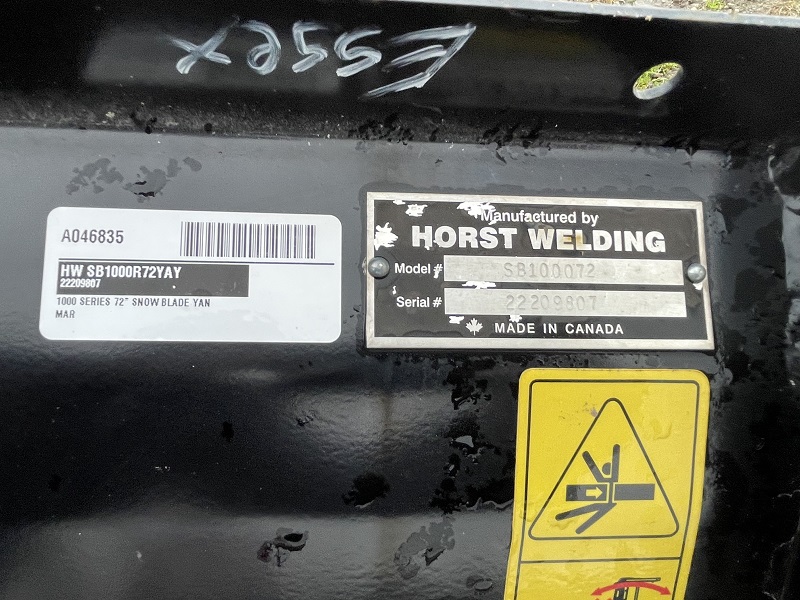 Essex
A046835
HW SB1000R72YAY
22209807
1000 SERIES 72" SNOW BLADE YAN
MAR
Manufactured by
HORST WELDING
Model # SB100072
Serial # 22209807
MADE IN CANADA